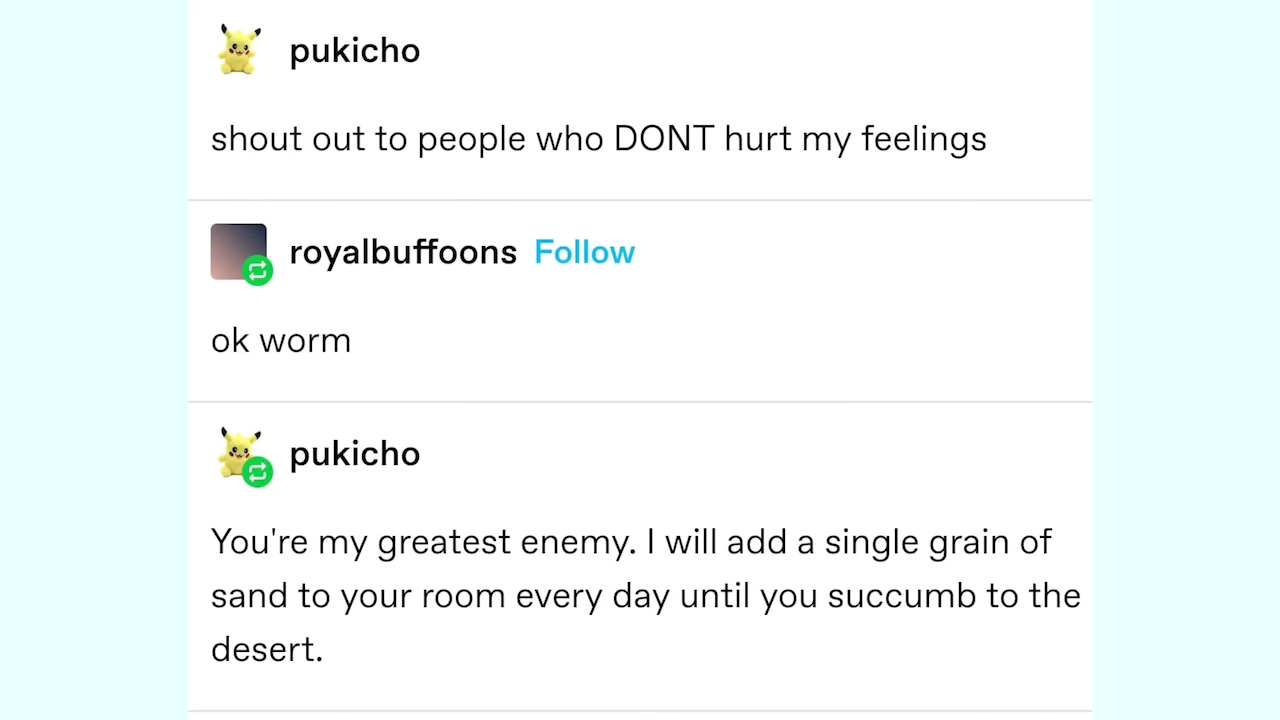 pukicho
shout out to people who DONT hurt my feelings
royalbuffoons Follow
ok worm
pukicho
You're my greatest enemy. I will add a single grain of
sand to your room every day until you succumb to the
desert.